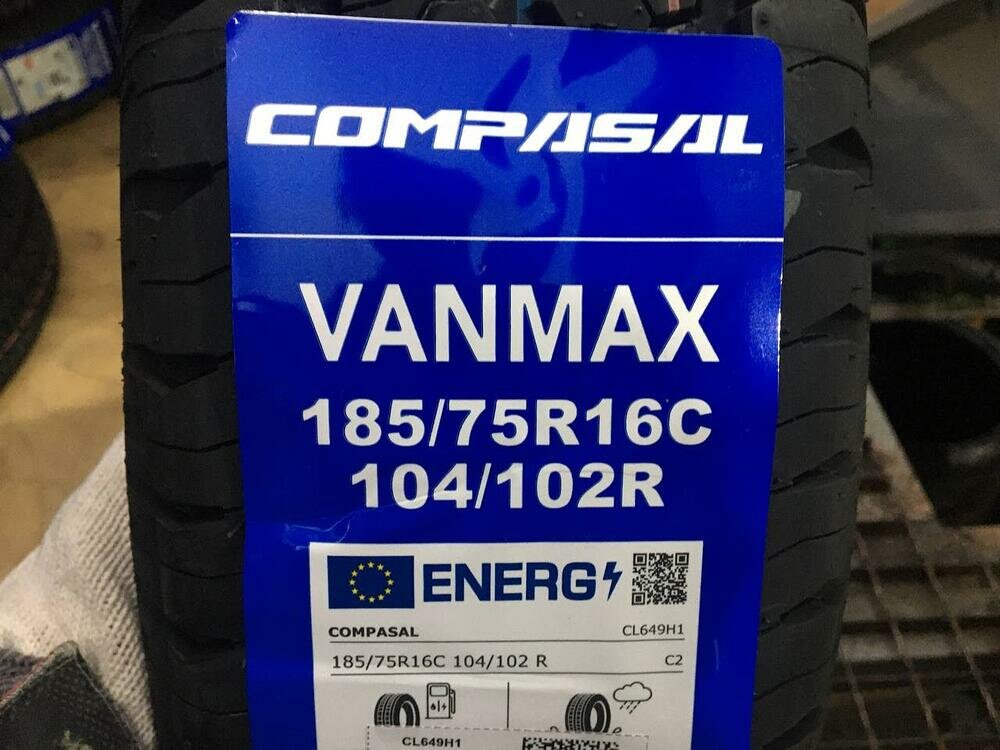 COMPASAL
VANMAX
185/75R16C
104/102R
ENERG
COMPASAL CL649H1
185/75R16C 104/102 R C2
CL649H1